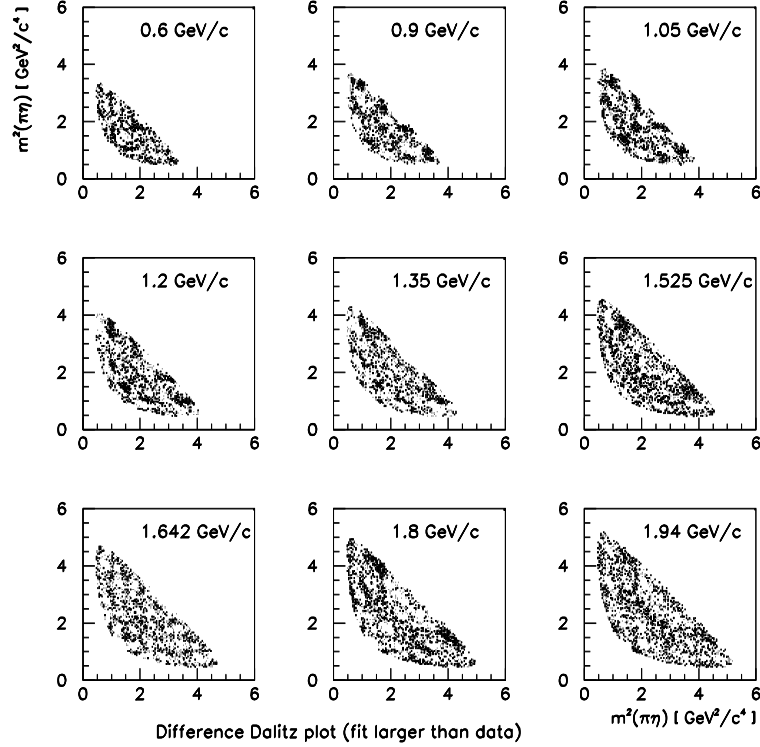 m²(πη) [ GeV²/c⁴ ]
6 0.6 GeV/c 6 0.9 GeV/c 6 1.05 GeV/c
4 4 4
2 2 2
0 0 0
0 2 4 6 0 2 4 6 0 2 4 6
6 1.2 GeV/c 6 1.35 GeV/c 6 1.525 GeV/c
4 4 4
2 2 2
0 0 0
0 2 4 6 0 2 4 6 0 2 4 6
6 1.642 GeV/c 6 1.8 GeV/c 6 1.94 GeV/c
4 4 4
2 2 2
0 0 0
0 2 4 6 0 2 4 6 0 2 4 6
m²(πη) [ GeV²/c⁴ ]
Difference Dalitz plot (fit larger than data)